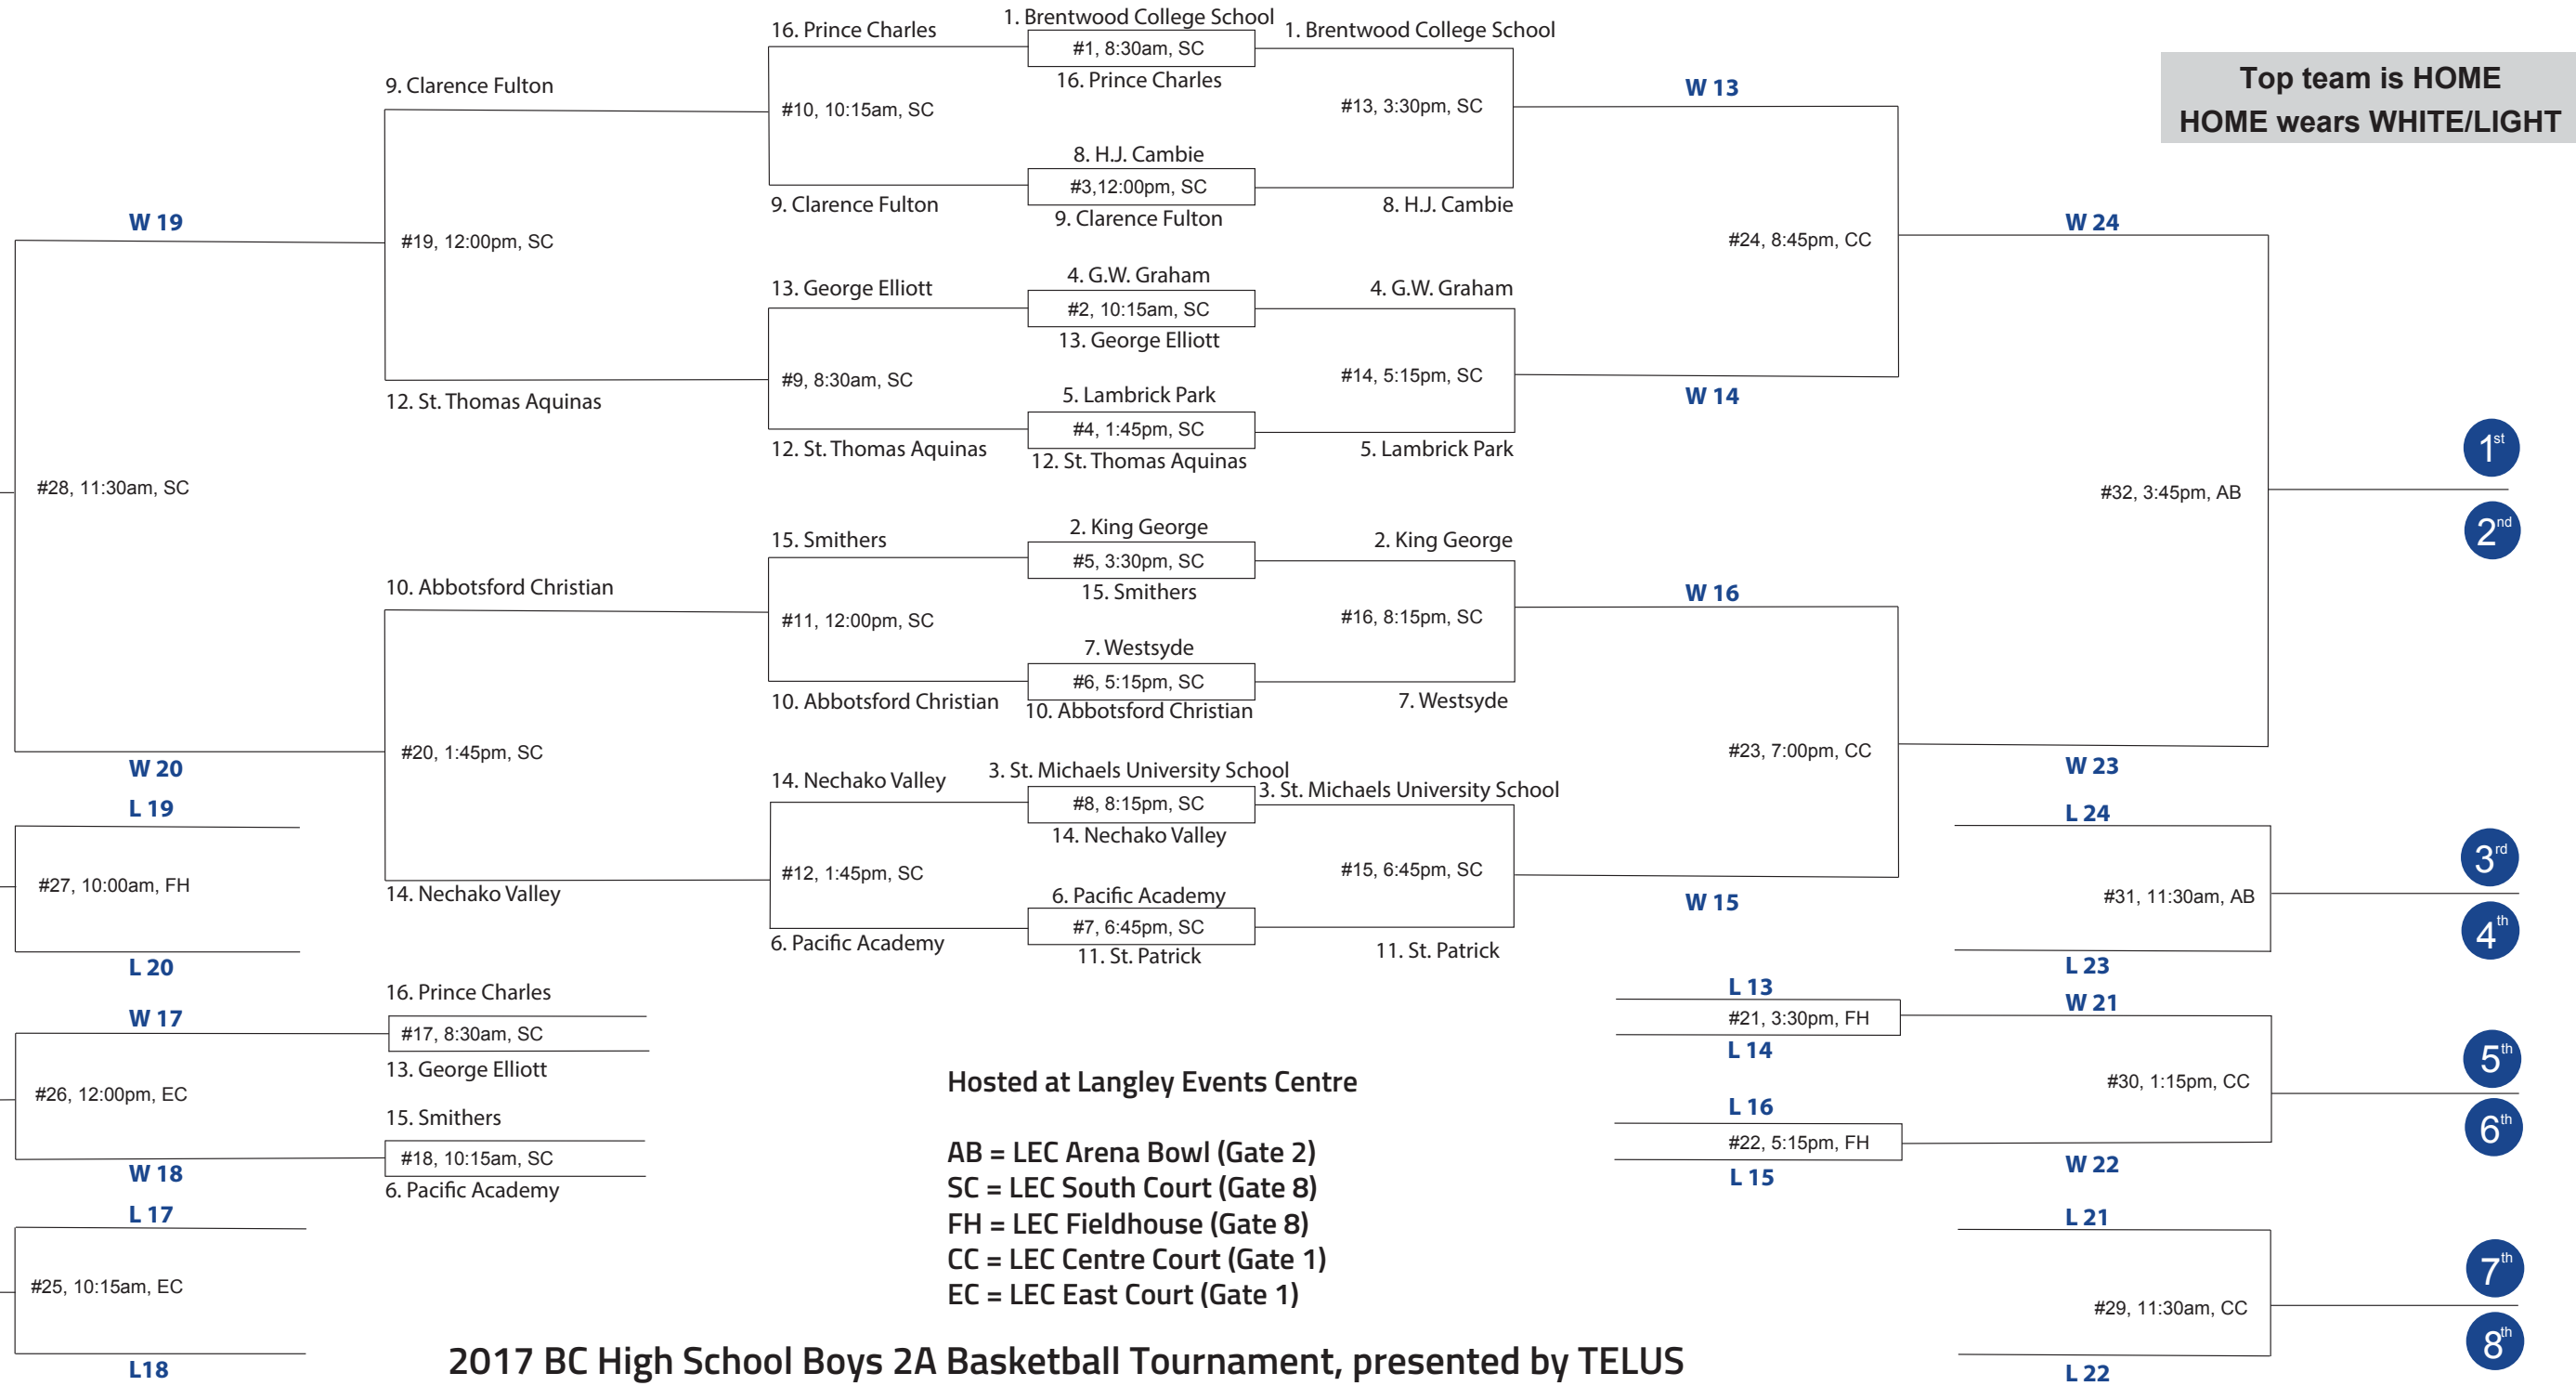 Top team is HOME
HOME wears WHITE/LIGHT
W 19
#28, 11:30am, SC
W 20
L 19
#27, 10:00am, FH
L 20
W 17
#26, 12:00pm, EC
W 18
L 17
#25, 10:15am, EC
L18
9. Clarence Fulton
#19, 12:00pm, SC
12. St. Thomas Aquinas
10. Abbotsford Christian
#20, 1:45pm, SC
14. Nechako Valley
16. Prince Charles
#17, 8:30am, SC
13. George Elliott
15. Smithers
#18, 10:15am, SC
6. Pacific Academy
16. Prince Charles
#10, 10:15am, SC
9. Clarence Fulton
13. George Elliott
#9, 8:30am, SC
12. St. Thomas Aquinas
15. Smithers
#11, 12:00pm, SC
10. Abbotsford Christian
14. Nechako Valley
#12, 1:45pm, SC
6. Pacific Academy
1. Brentwood College School
#1, 8:30am, SC
16. Prince Charles
8. H.J. Cambie
#3,12:00pm, SC
9. Clarence Fulton
4. G.W. Graham
#2, 10:15am, SC
13. George Elliott
5. Lambrick Park
#4, 1:45pm, SC
12. St. Thomas Aquinas
2. King George
#5, 3:30pm, SC
15. Smithers
7. Westsyde
#6, 5:15pm, SC
10. Abbotsford Christian
3. St. Michaels University School
#8, 8:15pm, SC
14. Nechako Valley
6. Pacific Academy
#7, 6:45pm, SC
11. St. Patrick
1. Brentwood College School
#13, 3:30pm, SC
8. H.J. Cambie
4. G.W. Graham
#14, 5:15pm, SC
5. Lambrick Park
2. King George
#16, 8:15pm, SC
7. Westsyde
3. St. Michaels University School
#15, 6:45pm, SC
11. St. Patrick
W 13
#24, 8:45pm, CC
W 14
W 16
#23, 7:00pm, CC
W 15
L 13
#21, 3:30pm, FH
L 14
L 16
#22, 5:15pm, FH
L 15
W 24
#32, 3:45pm, AB
W 23
L 24
#31, 11:30am, AB
L 23
W 21
#30, 1:15pm, CC
W 22
L 21
#29, 11:30am, CC
L 22
1st
2nd
3rd
4th
5th
6th
7th
8th
Hosted at Langley Events Centre
AB = LEC Arena Bowl (Gate 2)
SC = LEC South Court (Gate 8)
FH = LEC Fieldhouse (Gate 8)
CC = LEC Centre Court (Gate 1)
EC = LEC East Court (Gate 1)
2017 BC High School Boys 2A Basketball Tournament, presented by TELUS